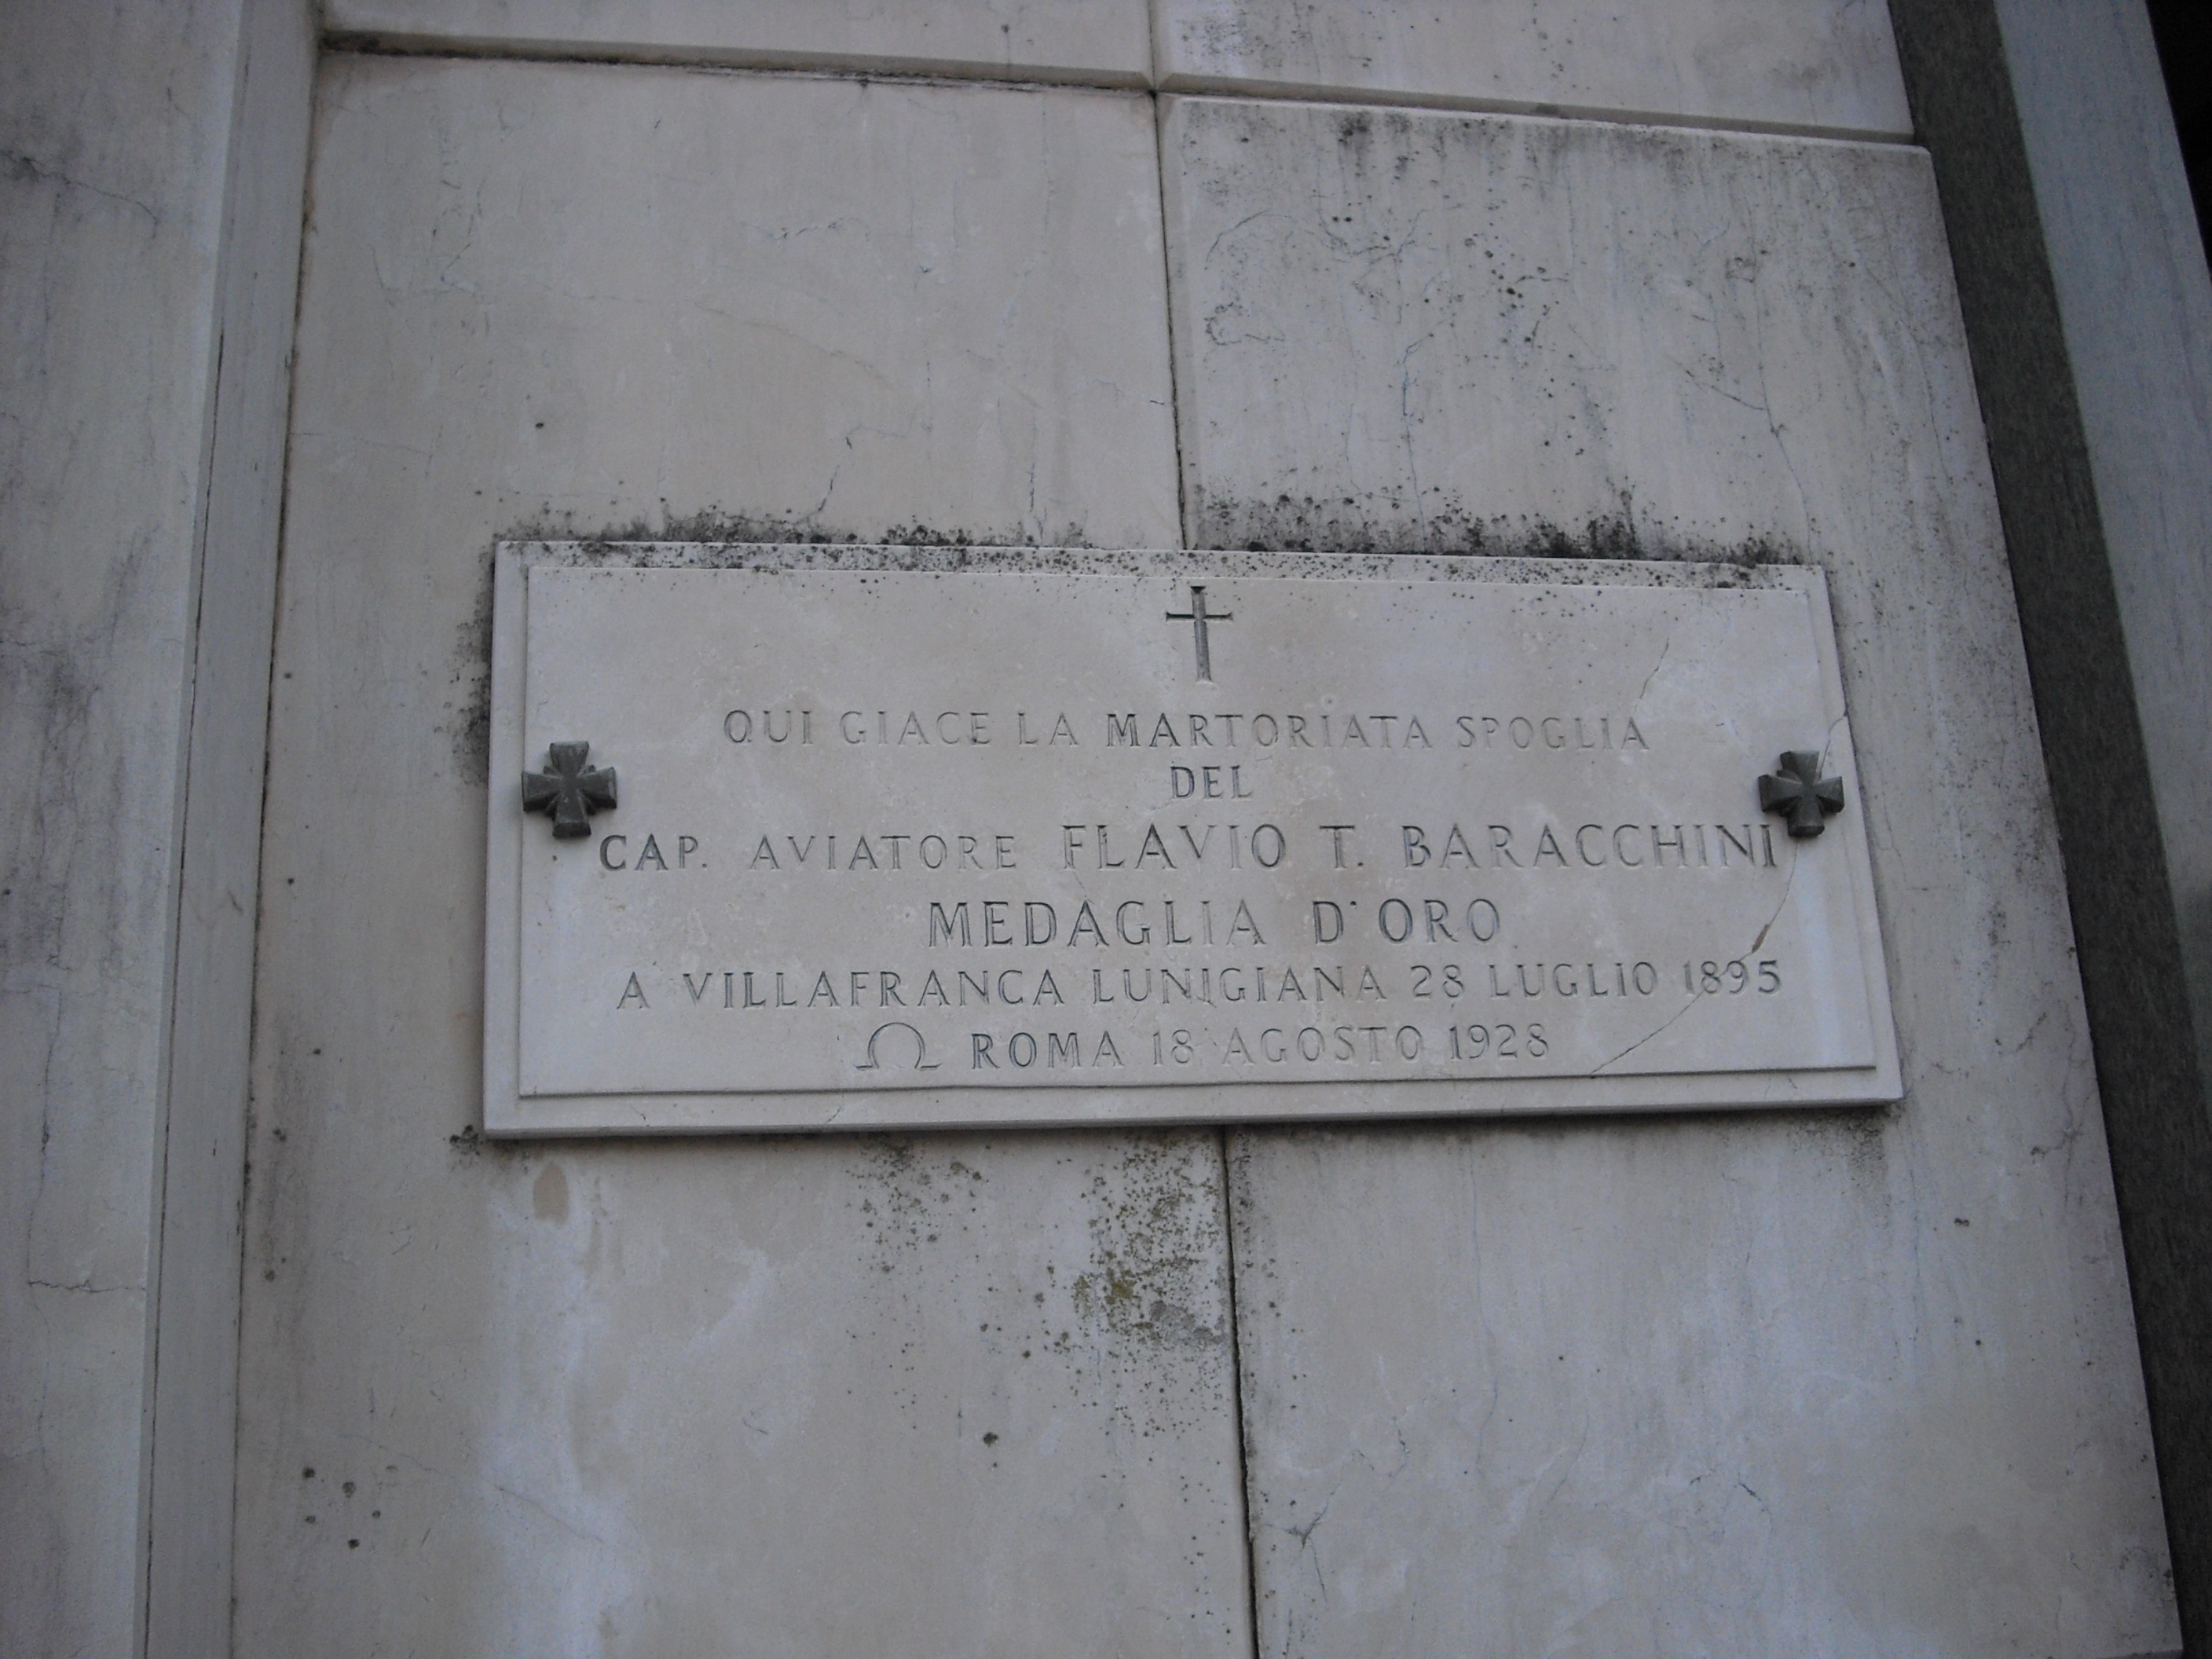 QUI GIACE LA MARTORIATA SPOGLIA
DEL
CAP. AVIATORE FLAVIO T. BARACCHINI
MEDAGLIA D'ORO
A VILLAFRANCA LUNIGIANA 28 LUGLIO 1895
Ω ROMA 18 AGOSTO 1928